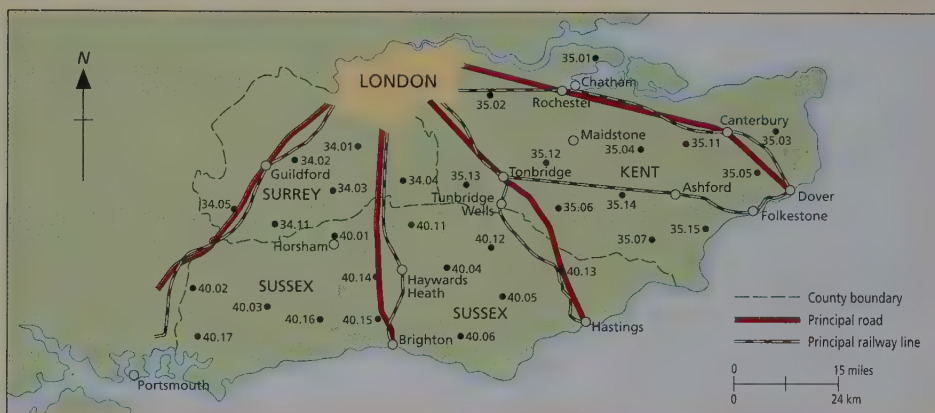 N
LONDON
35.01
Chatham
35.02
Rochester
Canterbury
35.03
Maidstone
34.01
35.04
35.11
34.02
Guildford
35.12
KENT
35.05
Tonbridge
34.03
34.04
35.13
SURREY
Ashford
Dover
Tunbridge
Wells
34.05
35.06
35.14
Folkestone
34.11
40.01
40.11
35.15
Horsham
40.12
35.07
40.14
40.04
40.13
Haywards
Heath
40.02
SUSSEX
40.03
40.05
County boundary
40.16
40.15
SUSSEX
Principal road
Hastings
40.17
Brighton
40.06
Principal railway line
Portsmouth
0 15 miles
0 24 km